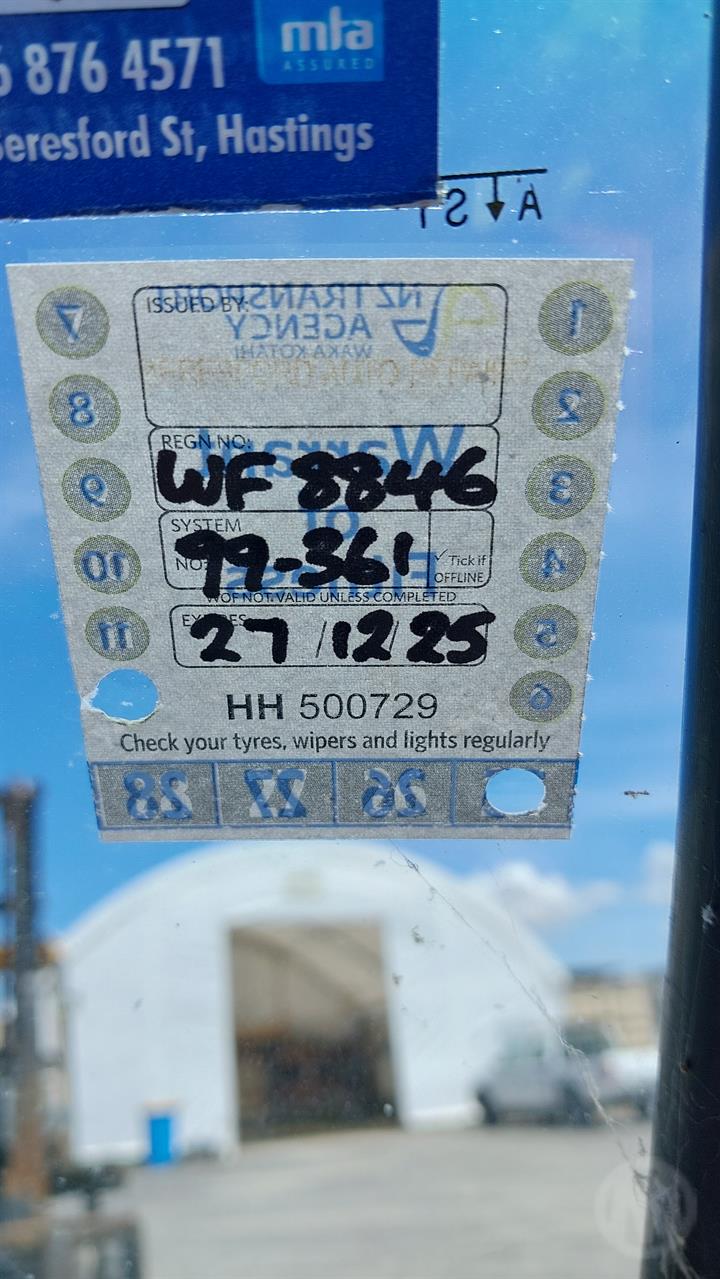 6 876 4571
mta
ASSURED
Beresford St, Hastings
A
ISSUED BY:
NZ TRANSPORT
AGENCY
WAKA KOTAHI
Warrant
of
Fitness
REGN NO:
WF 8846
SYSTEM
NO:
99-361
✓ Tick if
OFFLINE
WOF NOT VALID UNLESS COMPLETED
EXPIRES
27/12/25
HH 500729
Check your tyres, wipers and lights regularly
7
8
9
10
11
1
2
3
4
5
6
28
27
26